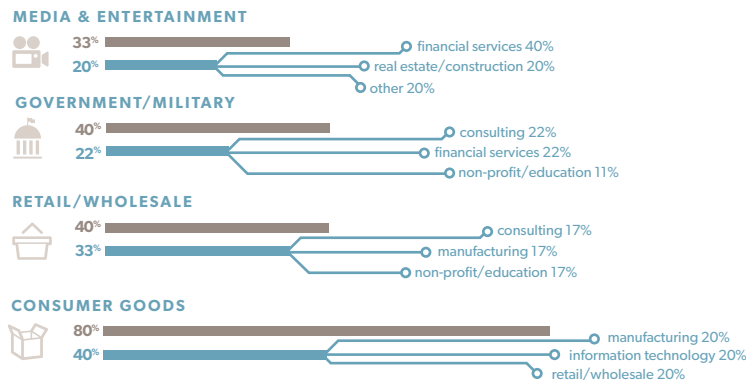 MEDIA & ENTERTAINMENT
33%
financial services 40%
20%
real estate/construction 20%
other 20%
GOVERNMENT/MILITARY
40%
consulting 22%
22%
financial services 22%
non-profit/education 11%
RETAIL/WHOLESALE
40%
consulting 17%
33%
manufacturing 17%
non-profit/education 17%
CONSUMER GOODS
80%
manufacturing 20%
40%
information technology 20%
retail/wholesale 20%